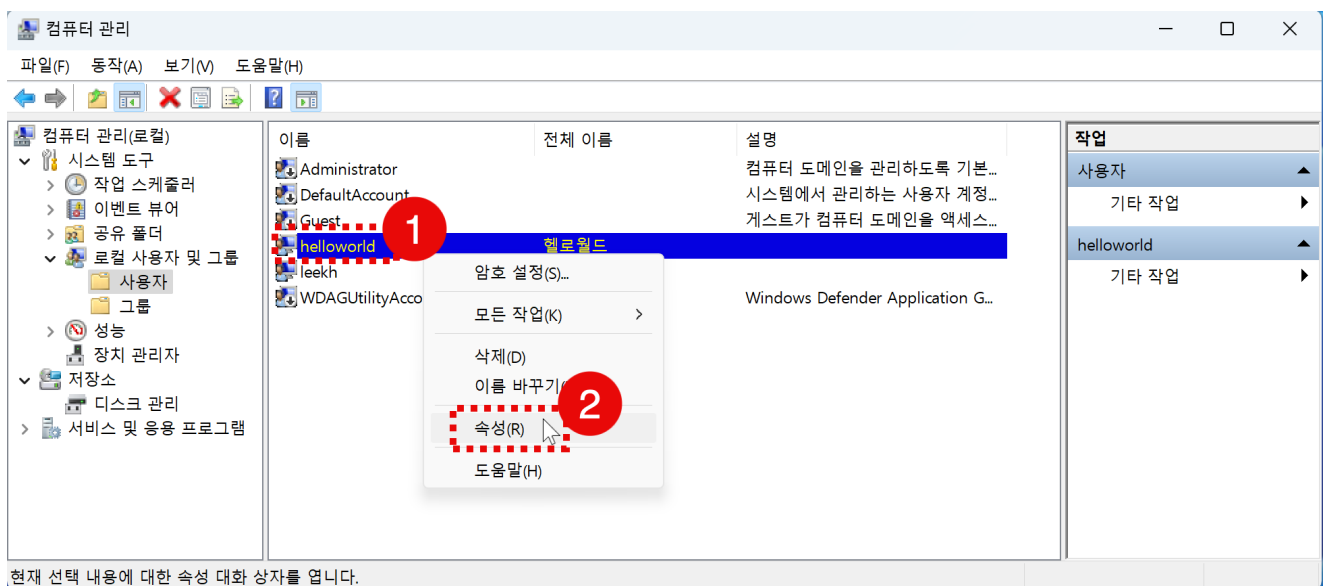 컴퓨터 관리
파일(F) 동작(A) 보기(V) 도움말(H)
컴퓨터 관리(로컬)
시스템 도구
작업 스케줄러
이벤트 뷰어
공유 폴더
로컬 사용자 및 그룹
사용자
그룹
성능
장치 관리자
저장소
디스크 관리
서비스 및 응용 프로그램
이름 전체 이름 설명
Administrator 컴퓨터 도메인을 관리하도록 기본...
DefaultAccount 시스템에서 관리하는 사용자 계정...
Guest 게스트가 컴퓨터 도메인을 액세스...
helloworld 헬로월드
leekh
WDAGUtilityAcco Windows Defender Application G...
1
암호 설정(S)...
모든 작업(K)
삭제(D)
이름 바꾸기
2
속성(R)
도움말(H)
작업
사용자
기타 작업
helloworld
기타 작업
현재 선택 내용에 대한 속성 대화 상자를 엽니다.